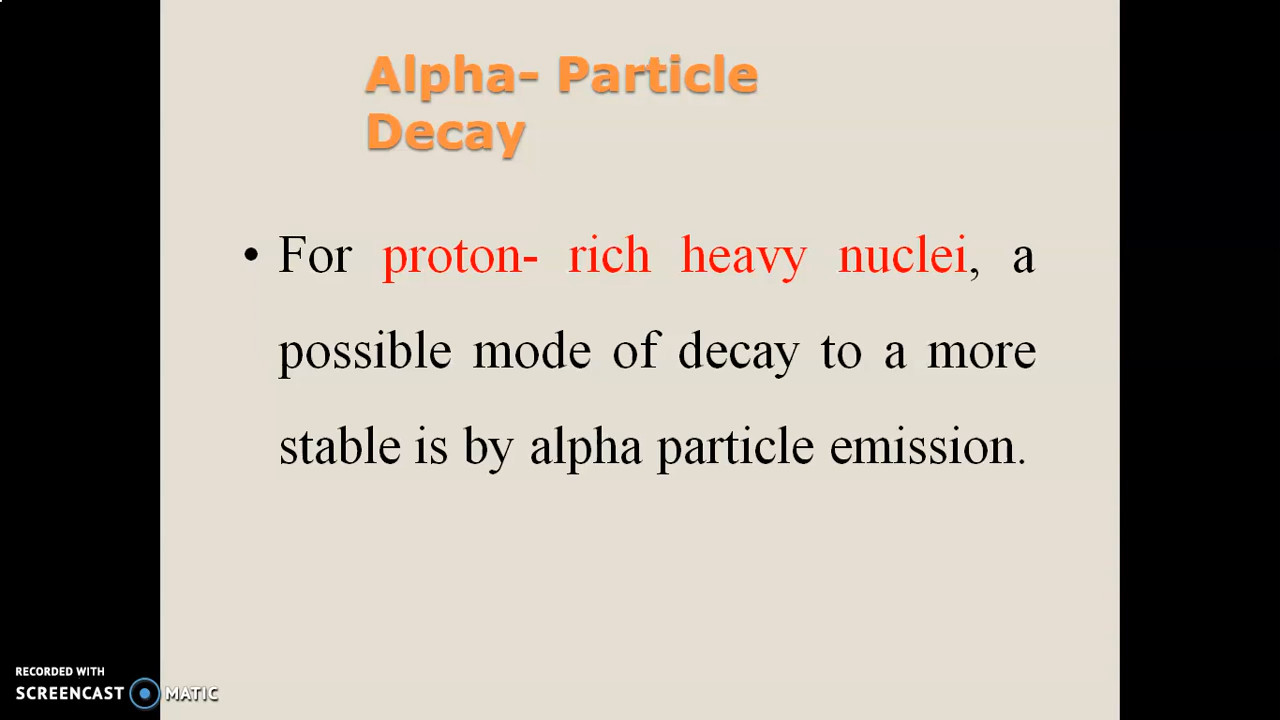 Alpha- Particle
Decay
• For proton- rich heavy nuclei, a
possible mode of decay to a more
stable is by alpha particle emission.
RECORDED WITH
SCREENCAST MATIC